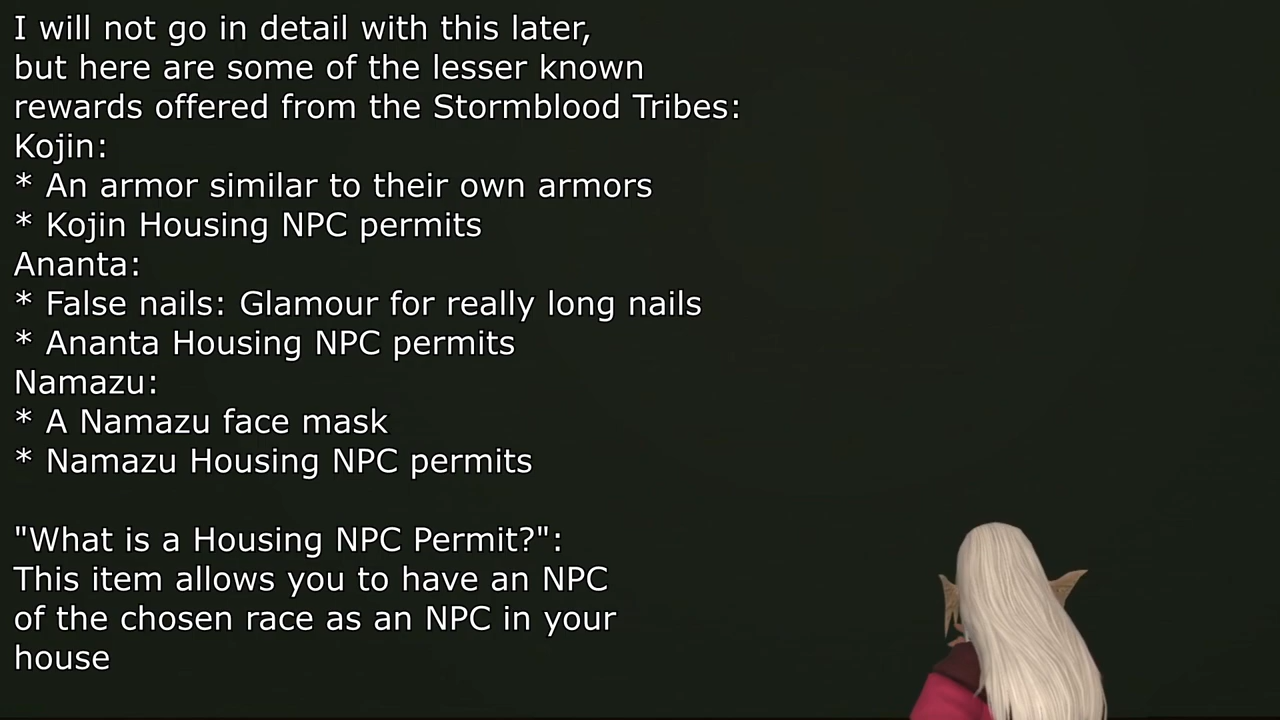 I will not go in detail with this later,
but here are some of the lesser known
rewards offered from the Stormblood Tribes:
Kojin:
* An armor similar to their own armors
* Kojin Housing NPC permits
Ananta:
* False nails: Glamour for really long nails
* Ananta Housing NPC permits
Namazu:
* A Namazu face mask
* Namazu Housing NPC permits
"What is a Housing NPC Permit?":
This item allows you to have an NPC
of the chosen race as an NPC in your
house